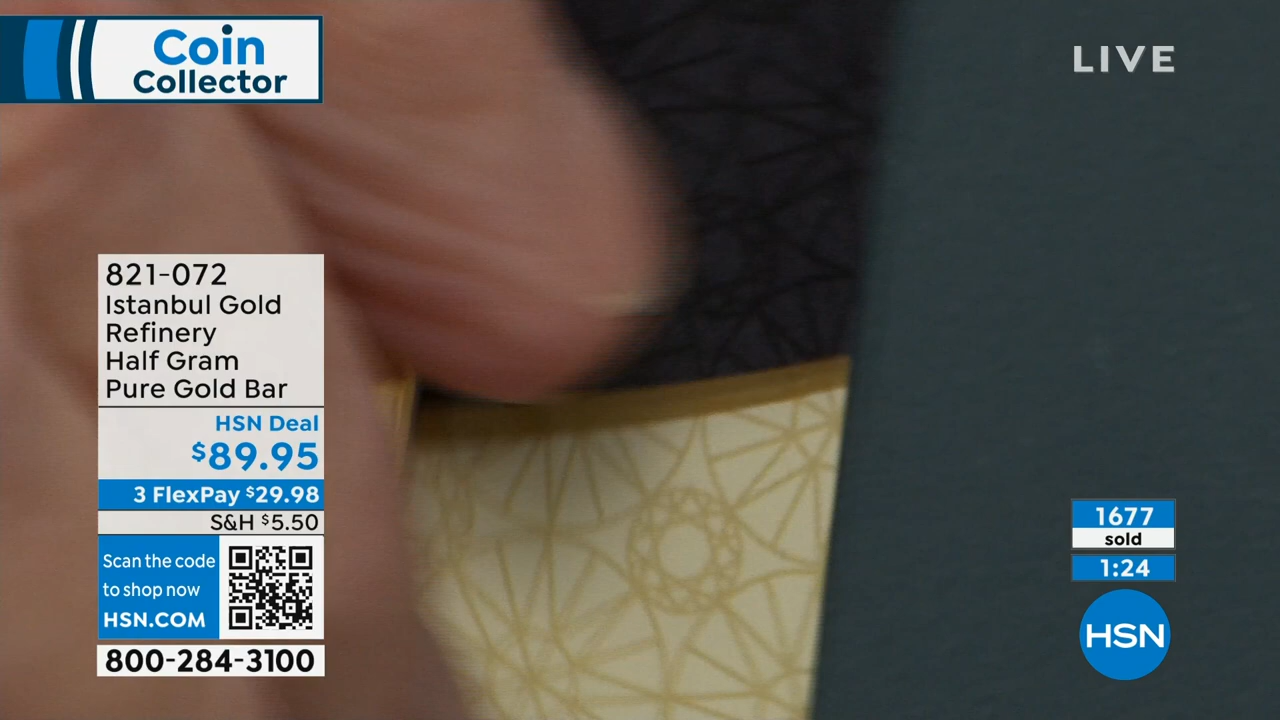 Coin
Collector
LIVE
821-072
Istanbul Gold
Refinery
Half Gram
Pure Gold Bar
HSN Deal
$89.95
3 FlexPay $29.98
S&H $5.50
Scan the code
to shop now
HSN.COM
800-284-3100
1677
sold
1:24
HSN